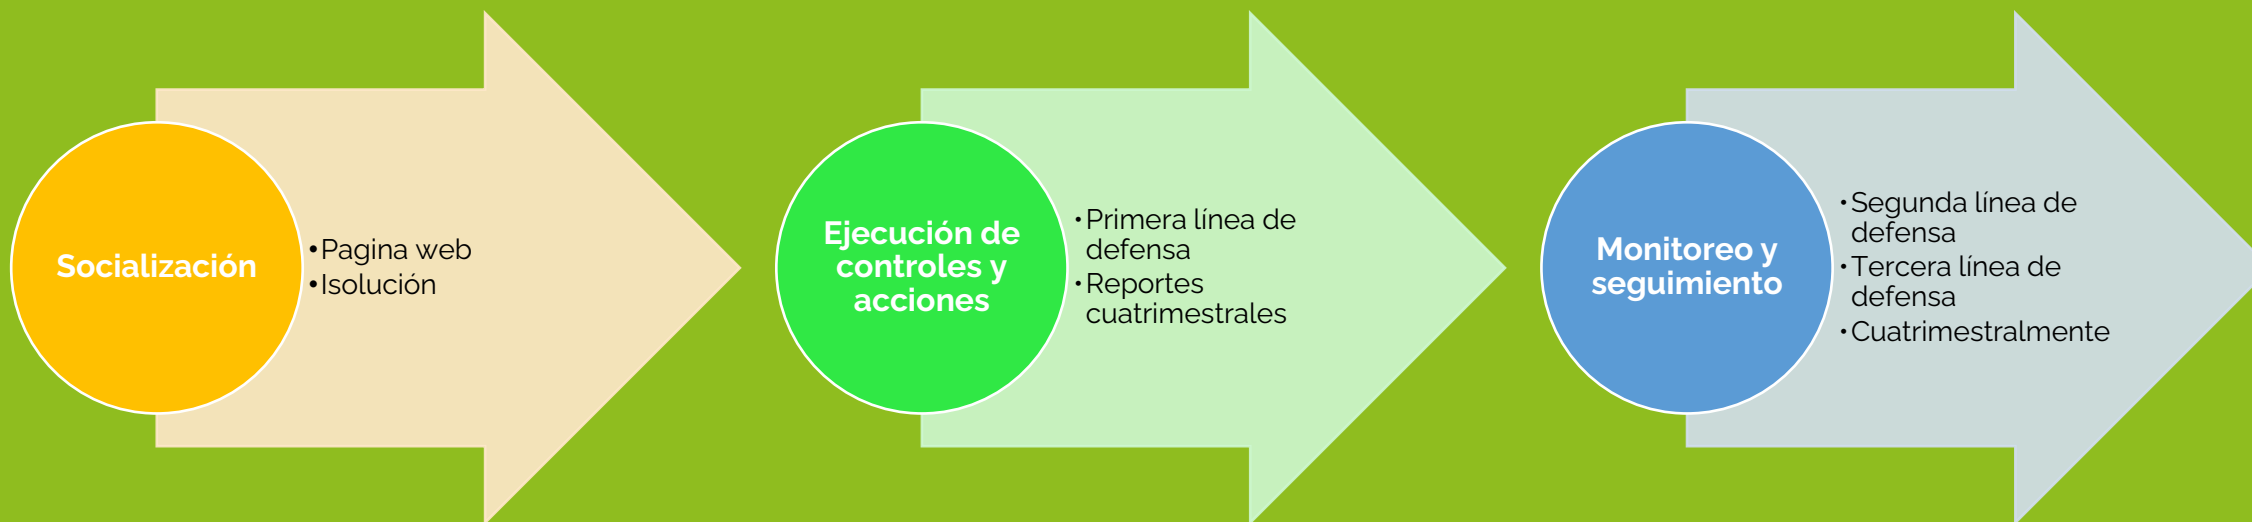 Socialización
•Pagina web
•Isolución
Ejecución de
controles y
acciones
•Primera línea de
defensa
•Reportes
cuatrimestrales
Monitoreo y
seguimiento
•Segunda línea de
defensa
•Tercera línea de
defensa
•Cuatrimestralmente